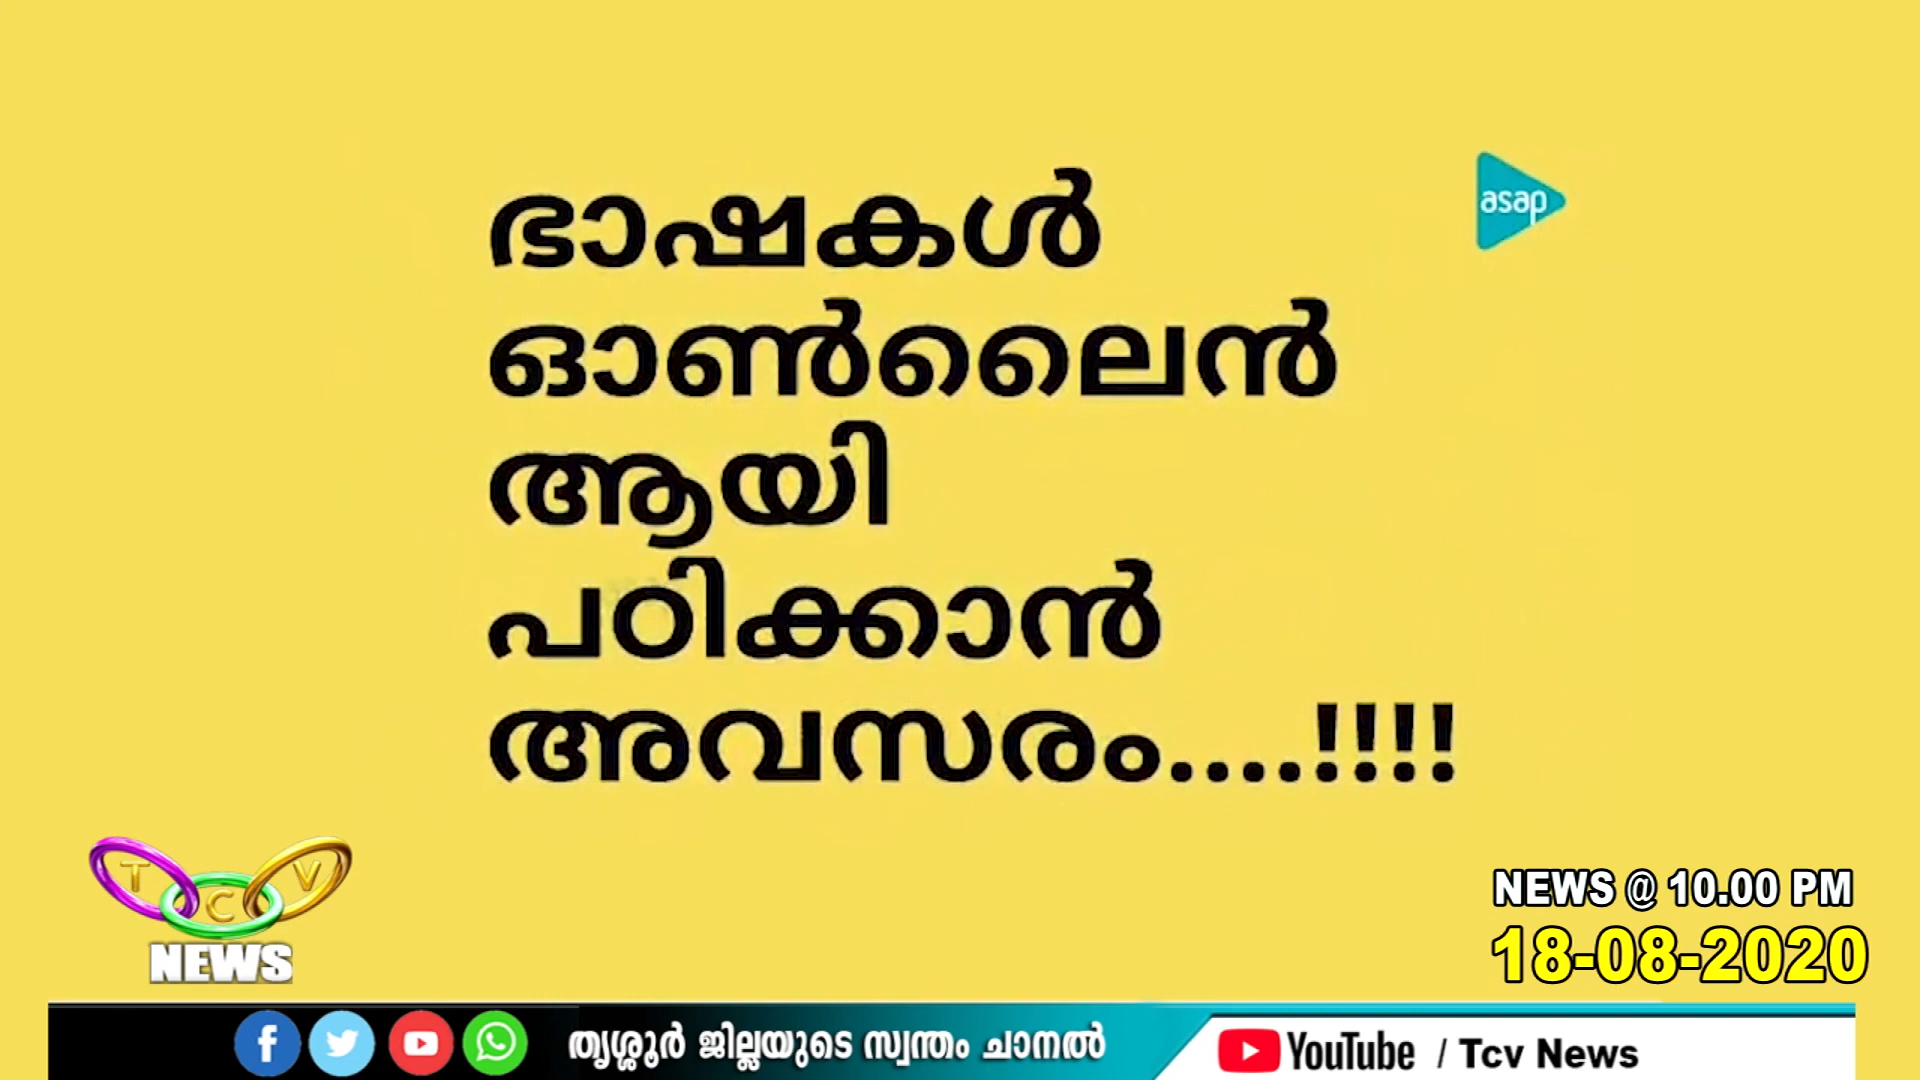 ഭാഷകൾ
asap
ഓൺലൈൻ
ആയി
പഠിക്കാൻ
അവസരം....!!!!
T C V
NEWS
NEWS @ 10.00 PM
18-08-2020
തൃശ്ശൂർ ജില്ലയുടെ സ്വന്തം ചാനൽ
YouTube / Tcv News